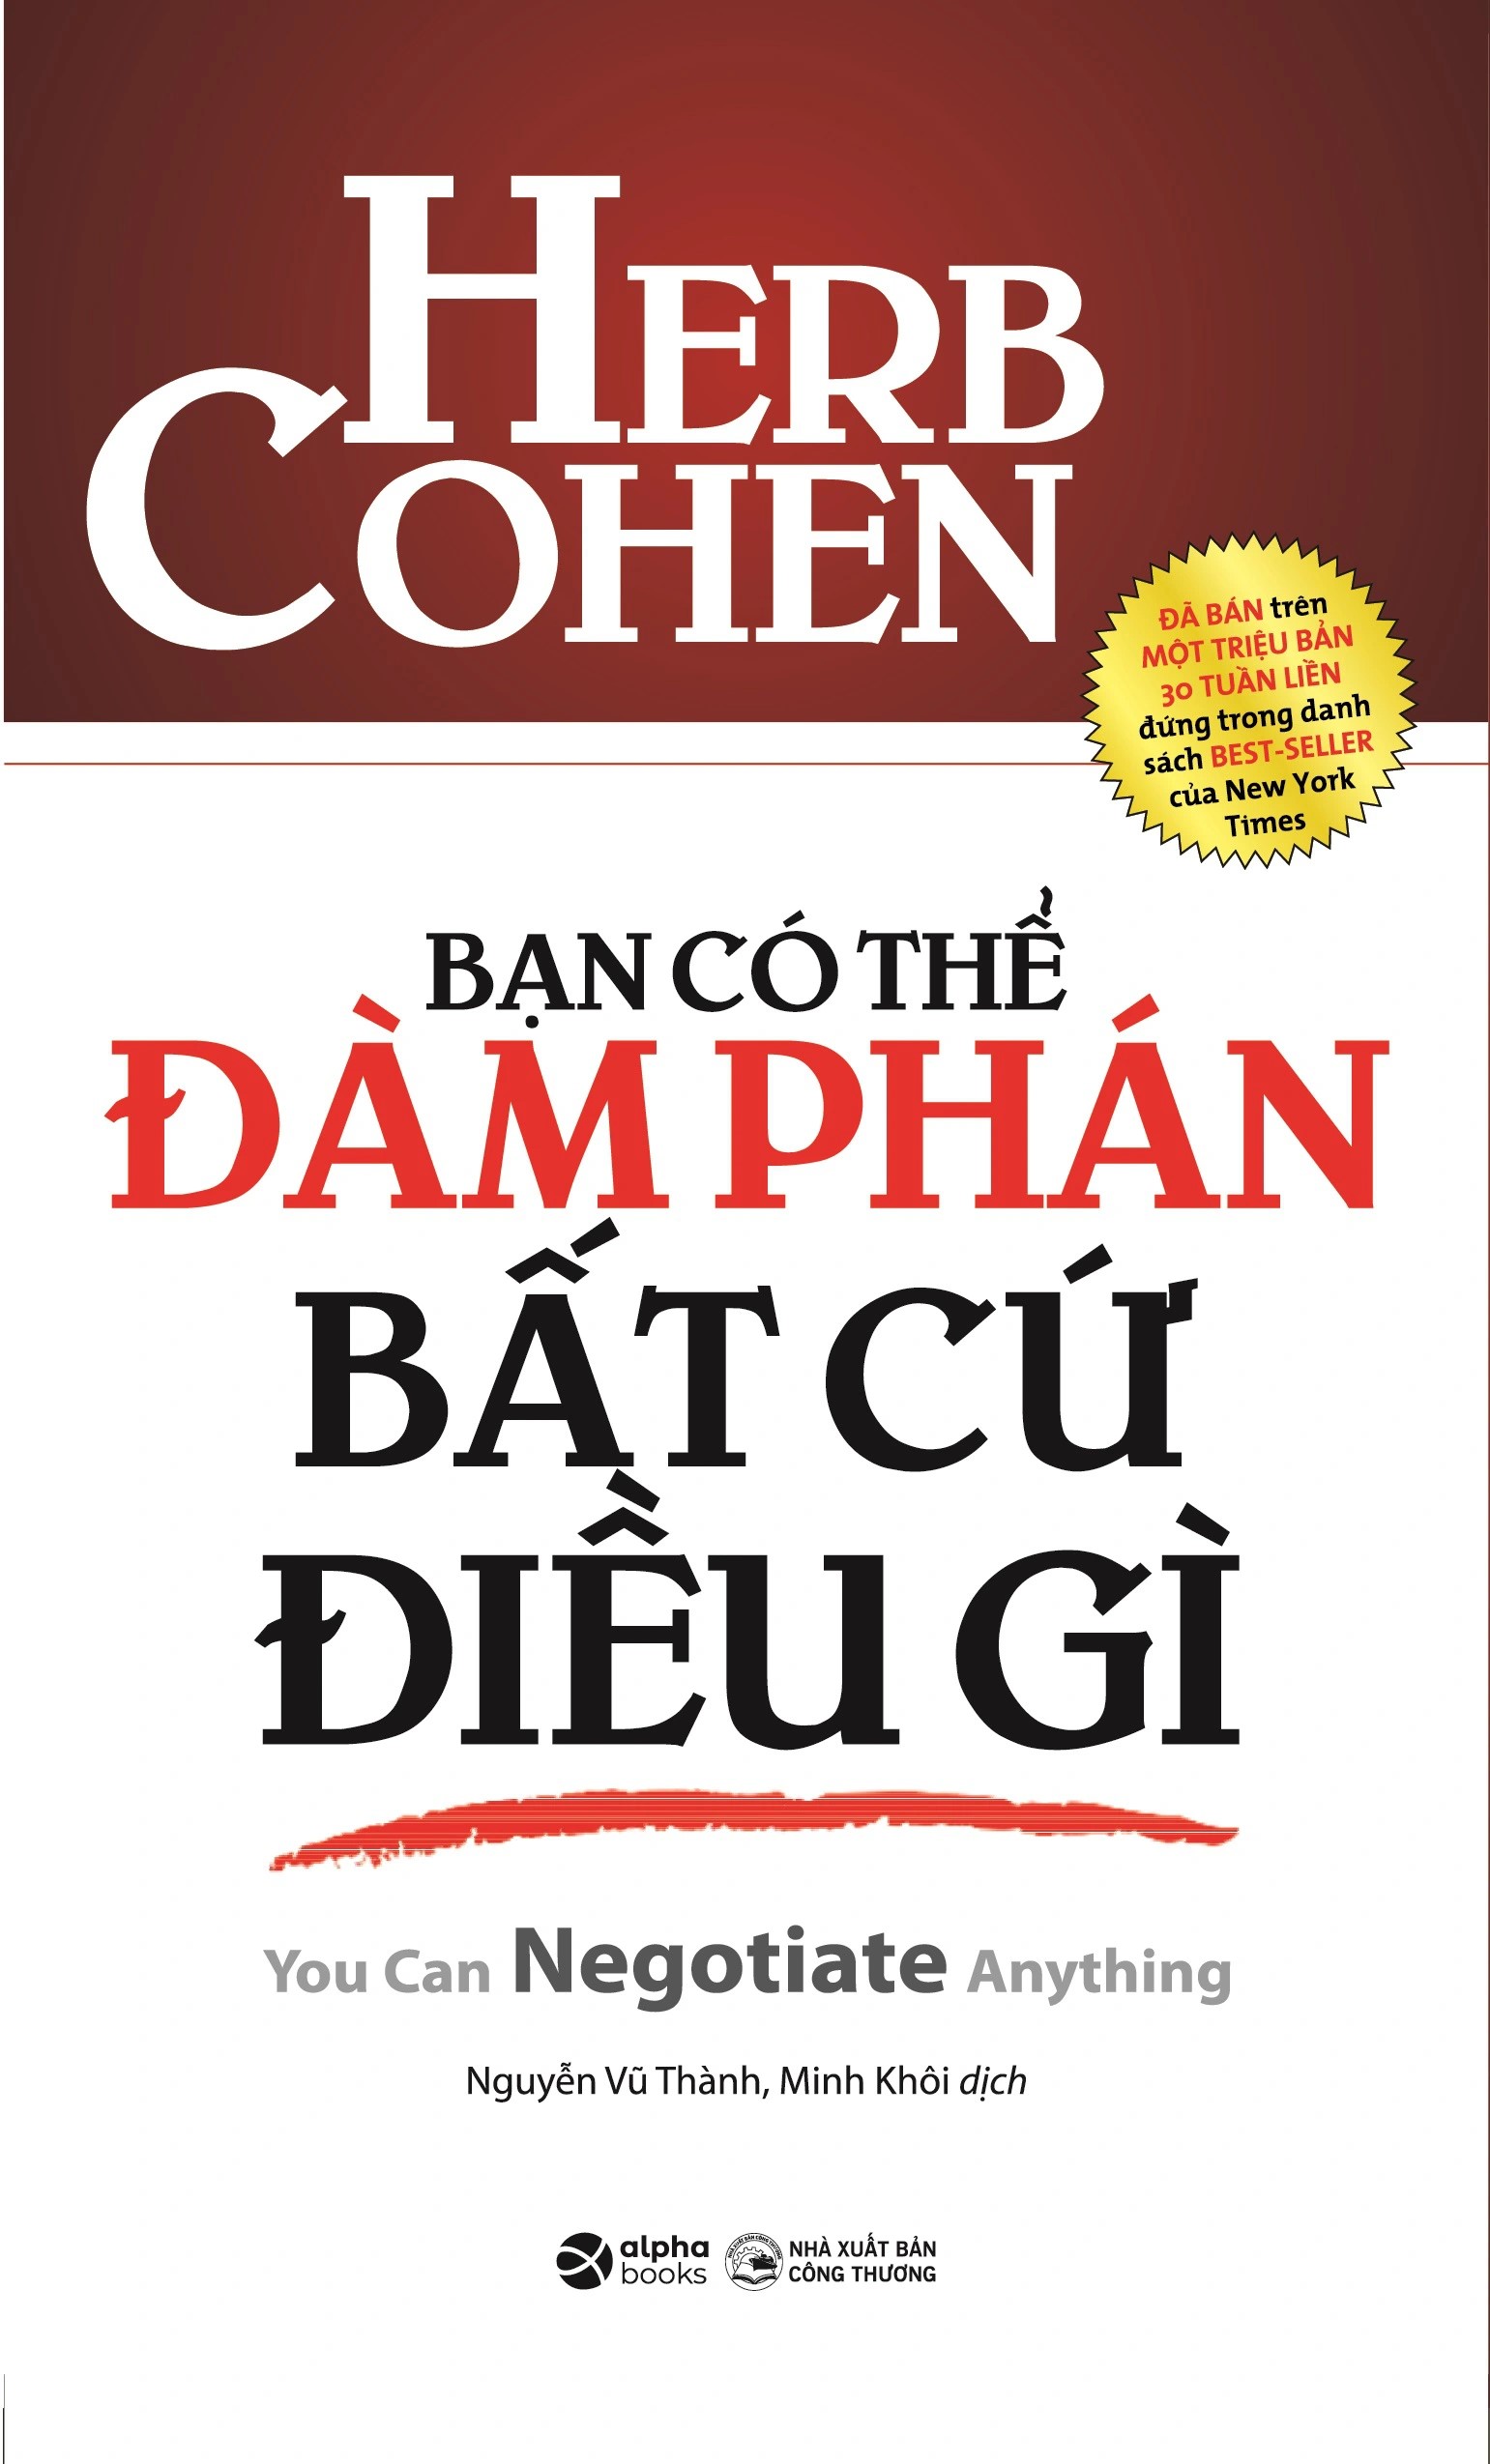 HERB
COHEN
ĐÃ BÁN trên
MỘT TRIỆU BẢN
30 TUẦN LIỀN
đứng trong danh
sách BEST-SELLER
của New York
Times
BẠN CÓ THỂ
ĐÀM PHÁN
BẤT CỨ
ĐIỀU GÌ
You Can Negotiate Anything
Nguyễn Vũ Thành, Minh Khôi dịch
alpha
books
NHÀ XUẤT BẢN
CÔNG THƯƠNG